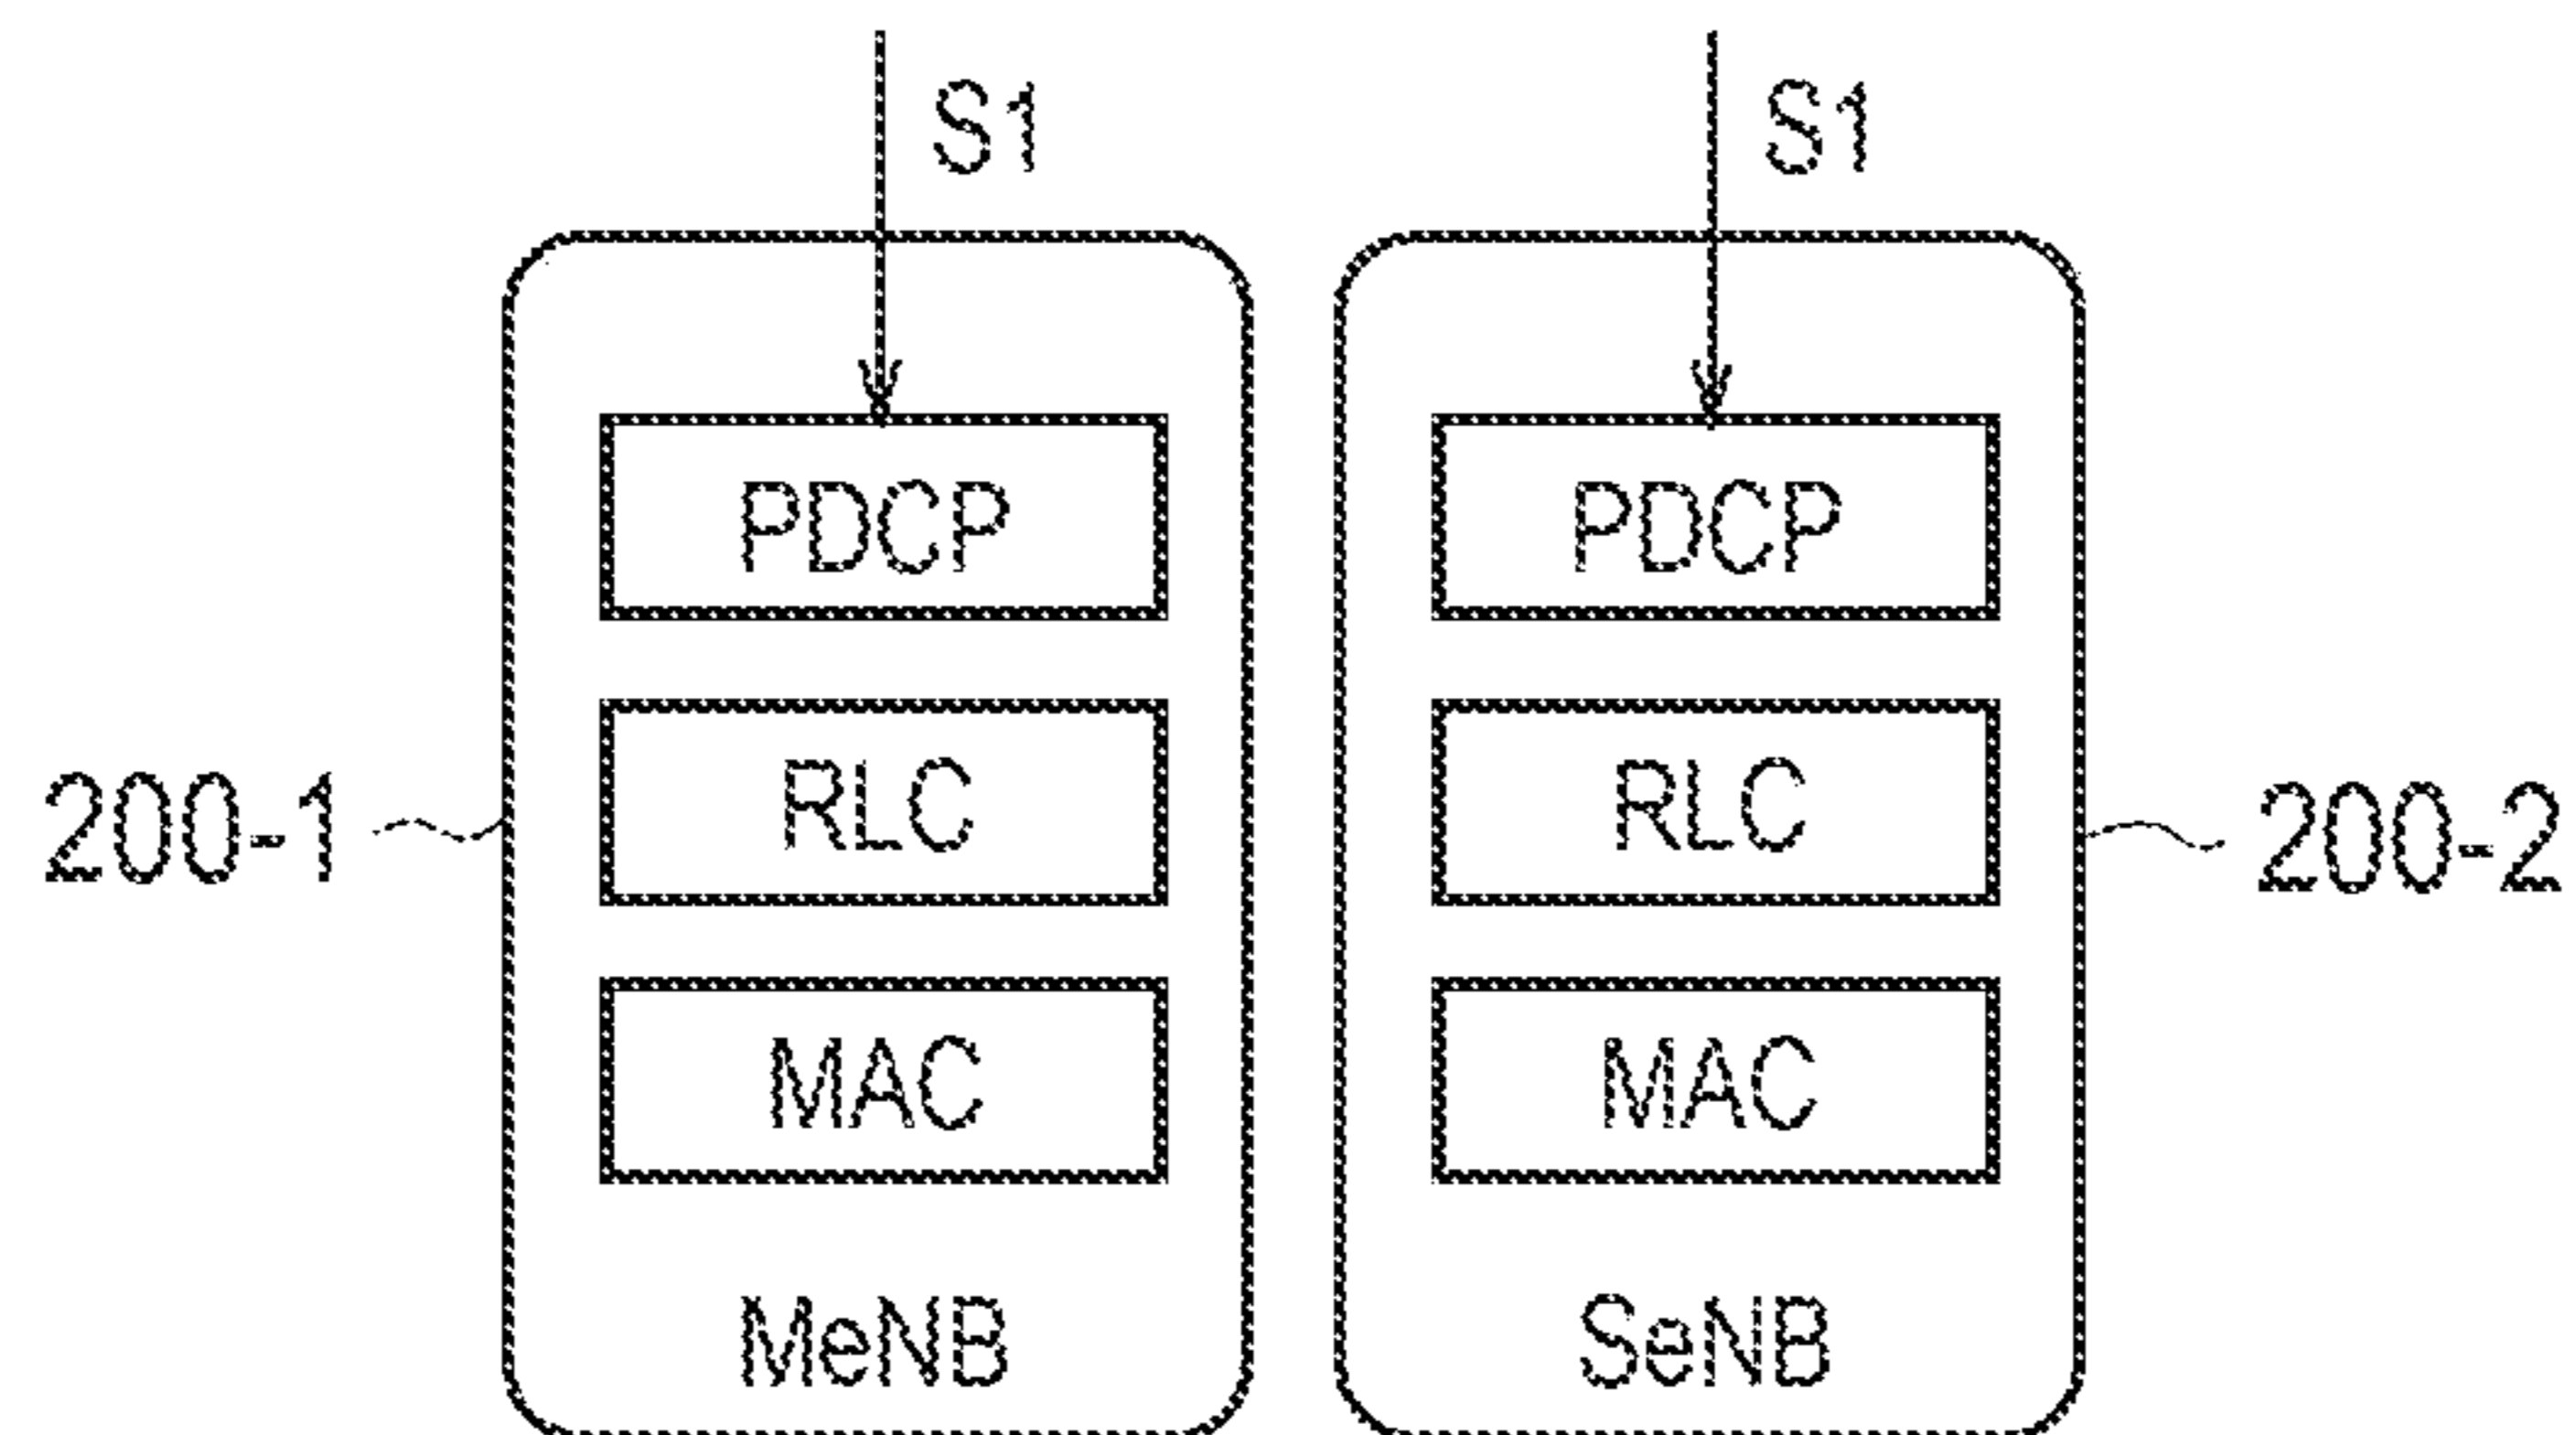 S1 S1
PDCP PDCP
RLC RLC
200-1 200-2
MAC MAC
MeNB SeNB